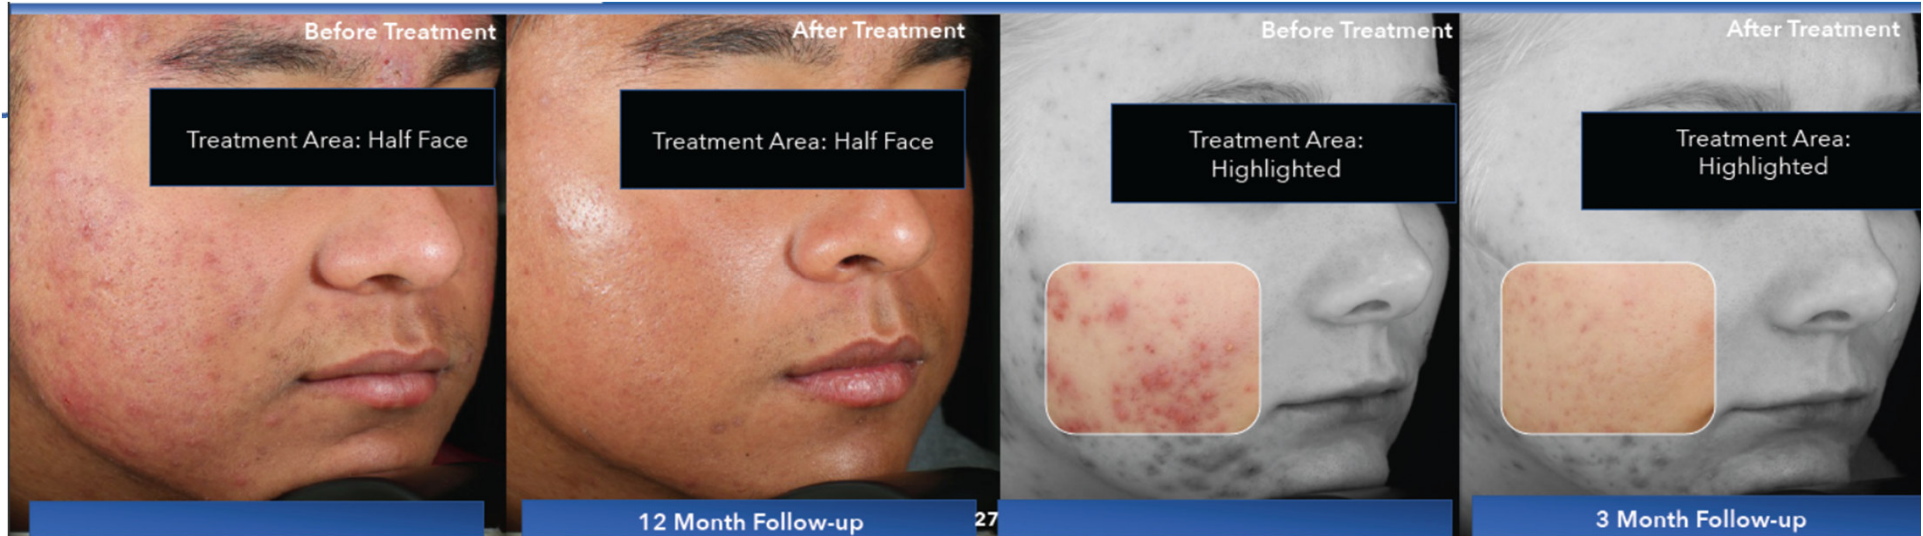 Before Treatment
After Treatment
Before Treatment
After Treatment
Treatment Area: Half Face
Treatment Area: Half Face
Treatment Area:
Highlighted
Treatment Area:
Highlighted
12 Month Follow-up
27
3 Month Follow-up